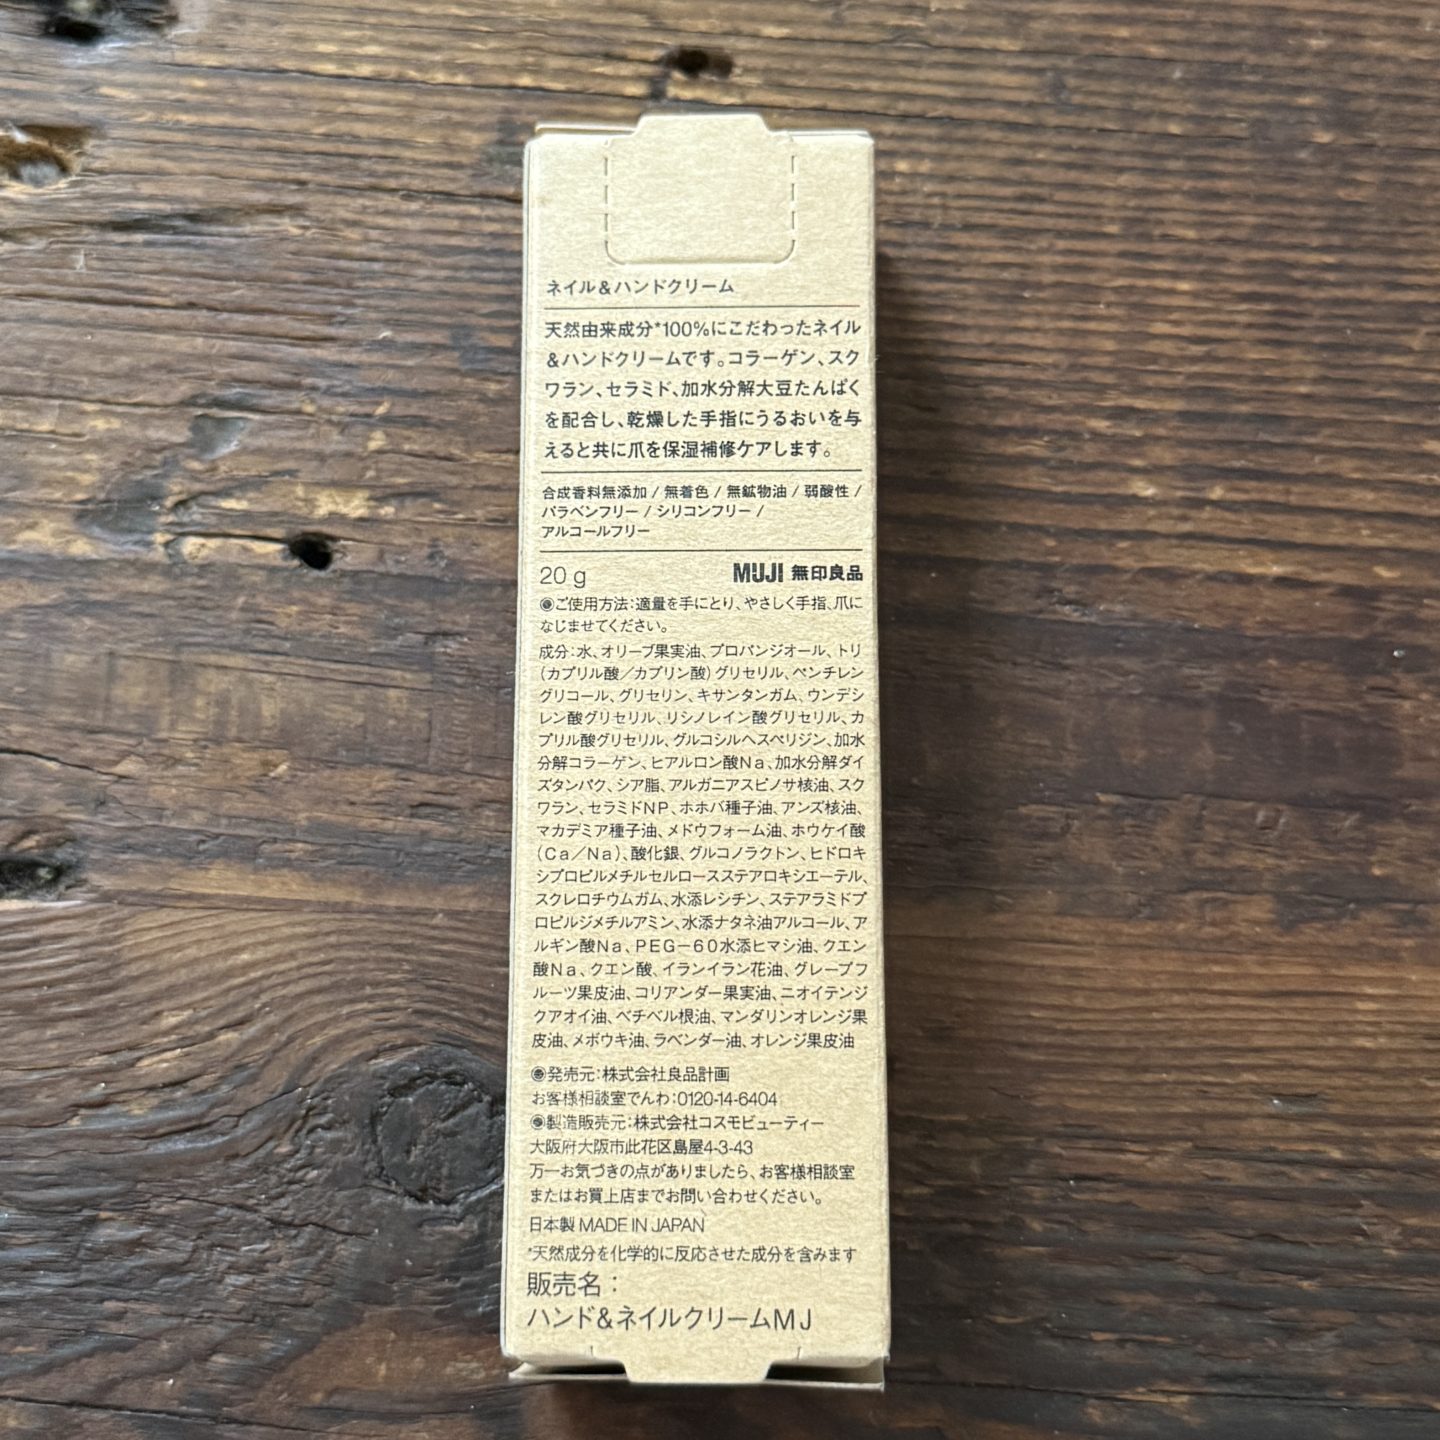 ネイル&ハンドクリーム
天然由来成分*100%にこだわったネイル
&ハンドクリームです。コラーゲン、スク
ワラン、セラミド、加水分解大豆たんぱく
を配合し、乾燥した手指にうるおいを与
えると共に爪を保湿補修ケアします。
合成香料無添加 / 無着色 / 無鉱物油 / 弱酸性 /
パラベンフリー / シリコンフリー /
アルコールフリー
20 g MUJI 無印良品
◉ご使用方法:適量を手にとり、やさしく手指、爪に
なじませてください。
成分:水、オリーブ果実油、プロパンジオール、トリ
(カプリル酸/カプリン酸)グリセリル、ペンチレン
グリコール、グリセリン、キサンタンガム、ウンデシ
レン酸グリセリル、リシノレイン酸グリセリル、カ
プリル酸グリセリル、グルコシルヘスペリジン、加水
分解コラーゲン、ヒアルロン酸Na、加水分解ダイ
ズタンパク、シア脂、アルガニアスピノサ核油、スク
ワラン、セラミドNP、ホホバ種子油、アンズ核油、
マカデミア種子油、メドウフォーム油、ホウケイ酸
(Ca/Na)、酸化銀、グルコノラクトン、ヒドロキ
シプロピルメチルセルロースステアロキシエーテル、
スクレロチウムガム、水添レシチン、ステアラミドプ
ロピルジメチルアミン、水添ナタネ油アルコール、ア
ルギン酸Na、PEG-60水添ヒマシ油、クエン
酸Na、クエン酸、イランイラン花油、グレープフ
ルーツ果皮油、コリアンダー果実油、ニオイテンジ
クアオイ油、ベチベル根油、マンダリンオレンジ果
皮油、メボウキ油、ラベンダー油、オレンジ果皮油
◉発売元:株式会社良品計画
お客様相談室でんわ:0120-14-6404
◉製造販売元:株式会社コスモビューティー
大阪府大阪市此花区島屋4-3-43
万一お気づきの点がありましたら、お客様相談室
またはお買上店までお問い合わせください。
日本製 MADE IN JAPAN
*天然成分を化学的に反応させた成分を含みます
販売名:
ハンド&ネイルクリームMJ